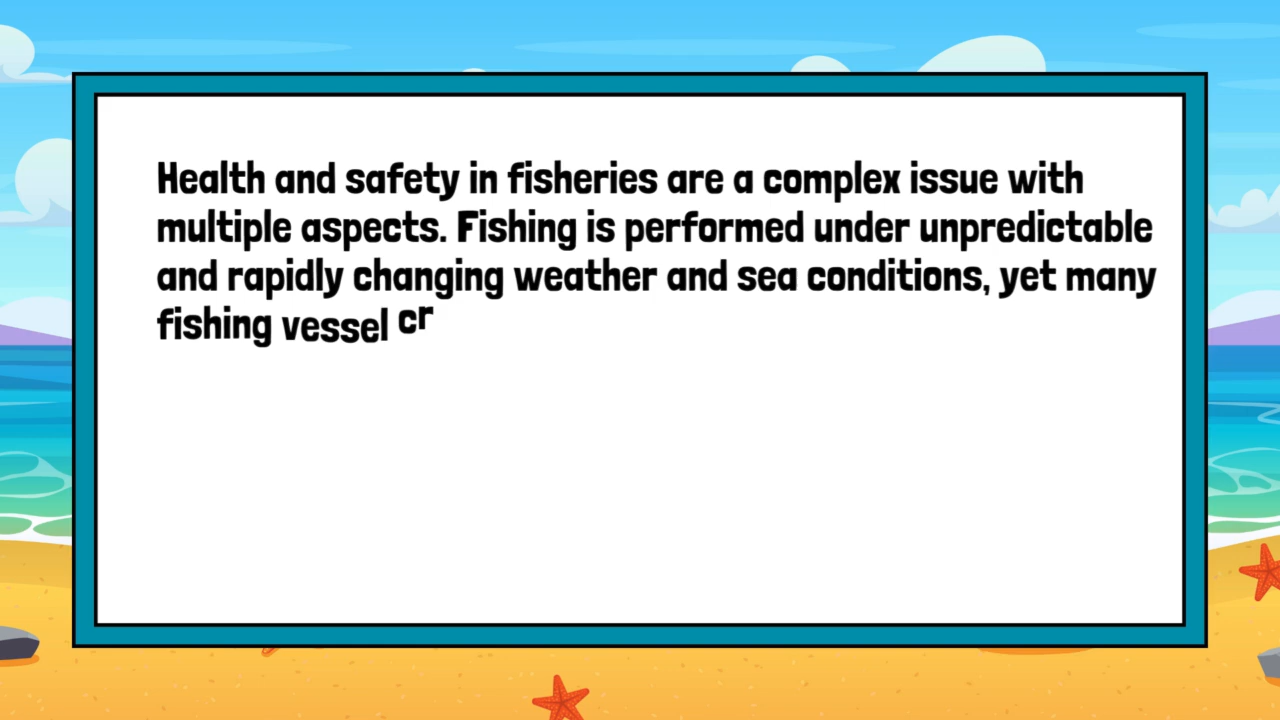 Health and safety in fisheries are a complex issue with
multiple aspects. Fishing is performed under unpredictable
and rapidly changing weather and sea conditions, yet many
fishing vessel cr